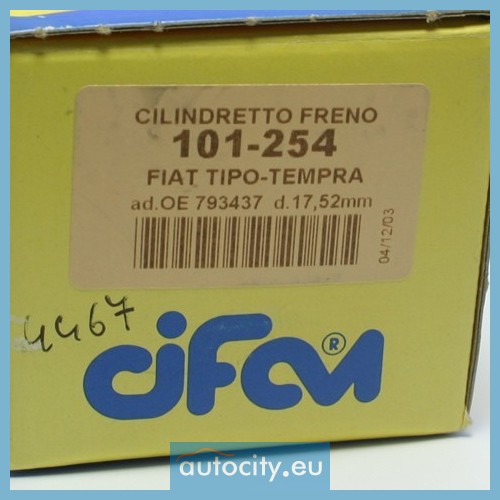 CILINDRETTO FRENO
101-254
FIAT TIPO-TEMPRA
ad.OE 793437 d.17,52mm
04/12/03
4467
CiFam®
autocity.eu